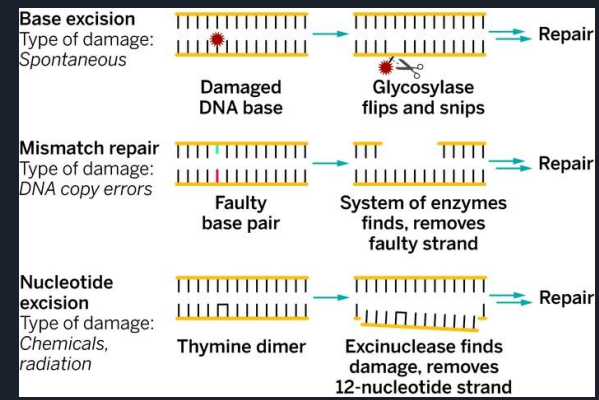 Base excision
Type of damage:
Spontaneous
Damaged
DNA base
Glycosylase
flips and snips
Repair
Mismatch repair
Type of damage:
DNA copy errors
Faulty
base pair
System of enzymes
finds, removes
faulty strand
Repair
Nucleotide
excision
Type of damage:
Chemicals,
radiation
Thymine dimer
Excinuclease finds
damage, removes
12-nucleotide strand
Repair